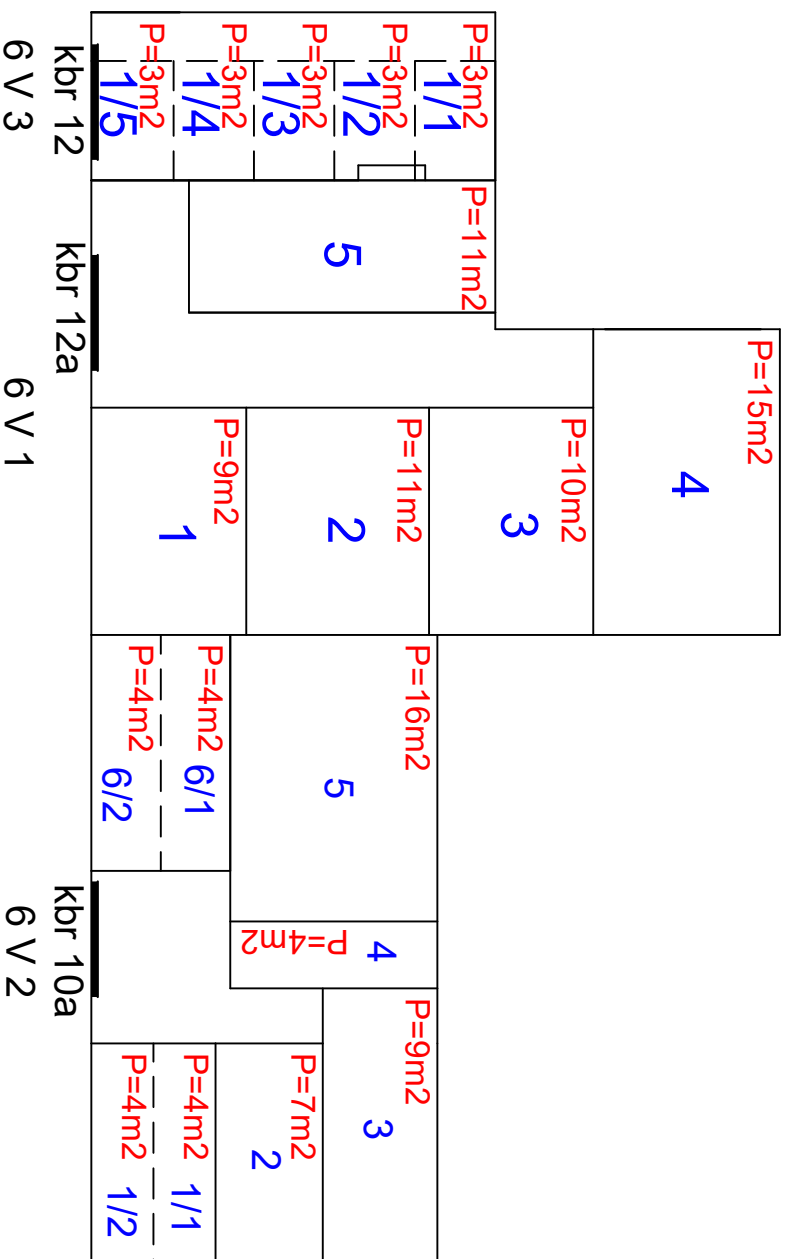 P=3m2
1/1
P=3m2
1/2
P=3m2
1/3
P=3m2
1/4
P=3m2
1/5
kbr 12
6 V 3
P=11m2
5
kbr 12a
6 V 1
P=15m2
4
P=10m2
3
P=11m2
2
P=9m2
1
P=16m2
5
P=4m2
6/1
P=4m2
6/2
4
P=4m2
kbr 10a
6 V 2
P=9m2
3
P=7m2
2
P=4m2
1/1
P=4m2
1/2